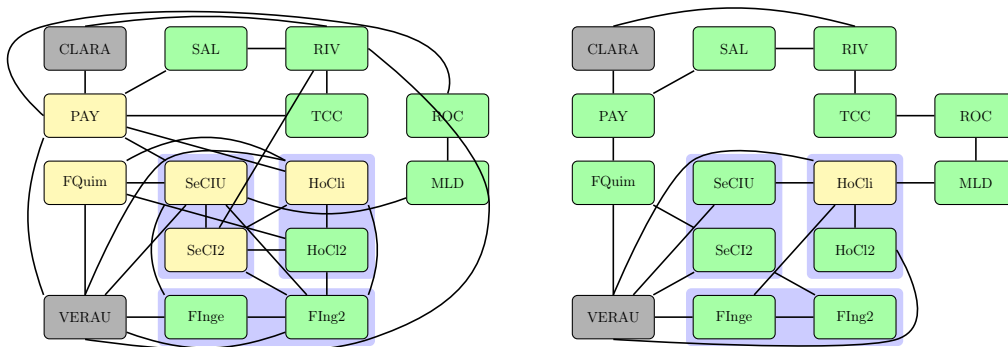 CLARA SAL RIV
PAY TCC ROC
FQuim SeCIU HoCli MLD
SeCI2 HoCl2
VERAU FInge FIng2
CLARA SAL RIV
PAY TCC ROC
FQuim SeCIU HoCli MLD
SeCI2 HoCl2
VERAU FInge FIng2